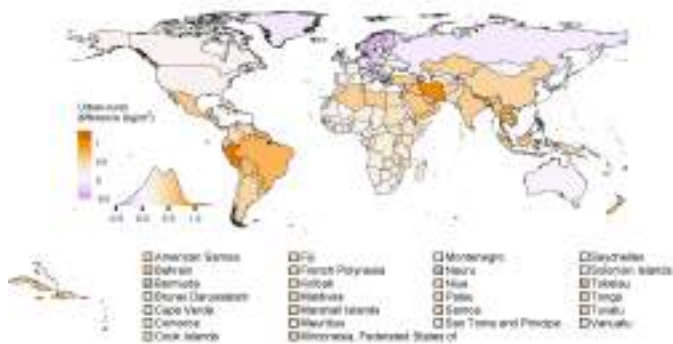 Urban-rural
difference (kg/m²)
American Samoa
Bahrain
Bermuda
Brunei Darussalam
Cape Verde
Comoros
Cook Islands
Fiji
French Polynesia
Kiribati
Maldives
Marshall Islands
Mauritius
Micronesia, Federated States of
Montenegro
Nauru
Niue
Palau
Samoa
Sao Tome and Principe
Seychelles
Solomon Islands
Tokelau
Tonga
Tuvalu
Vanuatu